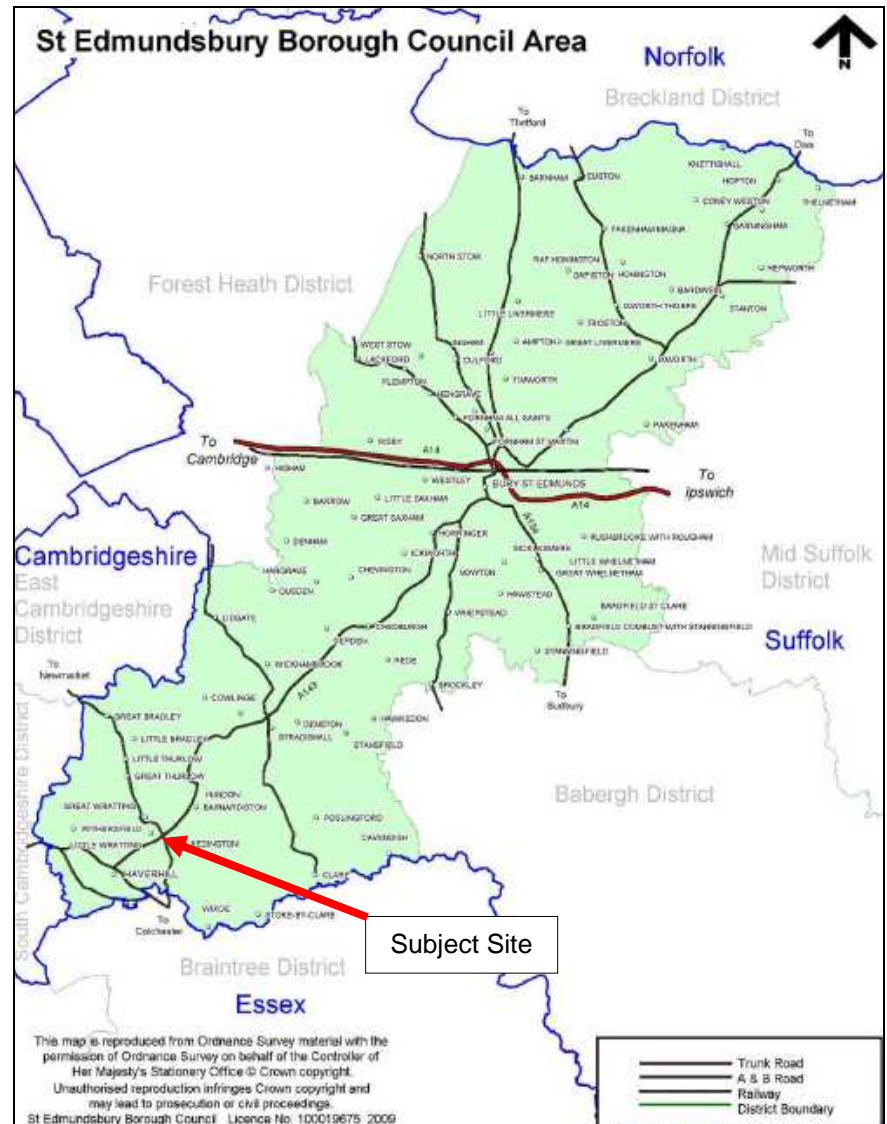 St Edmundsbury Borough Council Area
N
Norfolk
Breckland District
To
Thetford
To
Diss
KNETTISHALL
HOPTON
BARNHAM
EUSTON
CONEY WESTON
THELNETHAM
FAKENHAM MAGNA
BARNINGHAM
NORTH STOW
RAF HONINGTON
SAPISTON
HONINGTON
HEPWORTH
Forest Heath District
BARDWELL
STANTON
IXWORTH THORPE
LITTLE LIVERMERE
TROSTON
WEST STOW
LACKFORD
INGHAM
CULFORD
AMPTON
GREAT LIVERMERE
IXWORTH
FLEMPTON
HENGRAVE
TIMWORTH
FORNHAM ALL SAINTS
PAKENHAM
FORNHAM ST MARTIN
To
Cambridge
RISBY
A14
HIGHAM
WESTLEY
BURY ST EDMUNDS
To
Ipswich
A14
BARROW
LITTLE SAXHAM
GREAT SAXHAM
A134
HORRINGER
RUSHBROOKE WITH ROUGHAM
DENHAM
ICKWORTH
SICKLESMERE
LITTLE WHELNETHAM
GREAT WHELNETHAM
Cambridgeshire
East
Cambridgeshire
District
HARGRAVE
OUSDEN
CHEVINGTON
NOWTON
HAWSTEAD
Mid Suffolk
District
BRADFIELD ST CLARE
LIDGATE
WHEPSTEAD
CHEDBURGH
DEPDEN
BRADFIELD COMBUST WITH STANNINGFIELD
Suffolk
STANNINGFIELD
To
Newmarket
WICKHAMBROOK
REDE
BROCKLEY
To
Sudbury
COWLINGE
A143
GREAT BRADLEY
DENSTON
HAWKEDON
LITTLE BRADLEY
STRADISHALL
STANSFIELD
LITTLE THURLOW
GREAT THURLOW
South Cambridgeshire District
HUNDON
BARNARDISTON
Babergh District
GREAT WRATTING
POSLINGFORD
WITHERSFIELD
LITTLE WRATTING
KEDINGTON
CAVENDISH
HAVERHILL
CLARE
WIXOE
STOKE-BY-CLARE
To
Colchester
Subject Site
Braintree District
Essex
This map is reproduced from Ordnance Survey material with the
permission of Ordnance Survey on behalf of the Controller of
Her Majesty's Stationery Office © Crown copyright.
Unauthorised reproduction infringes Crown copyright and
may lead to prosecution or civil proceedings.
St Edmundsbury Borough Council Licence No. 100019675 2009
Trunk Road
A & B Road
Railway
District Boundary